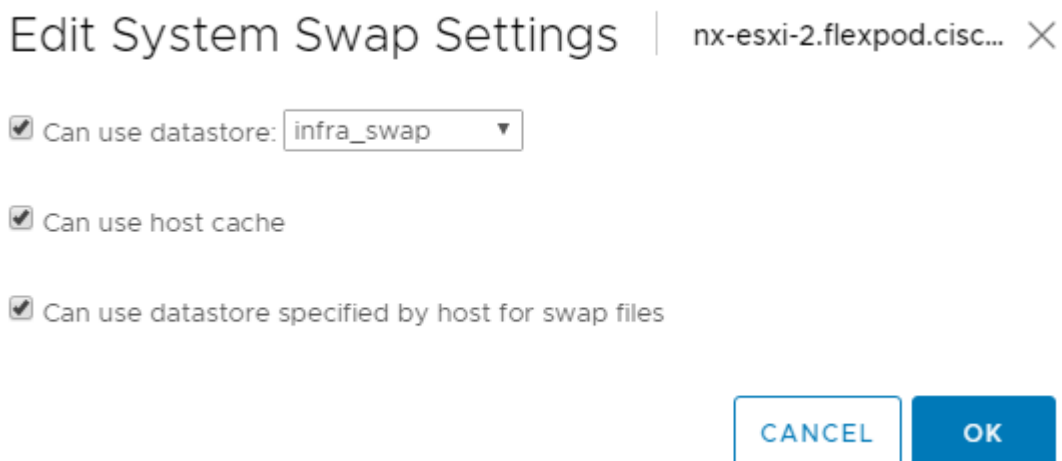 Edit System Swap Settings nx-esxi-2.flexpod.cisc...
Can use datastore: infra_swap
Can use host cache
Can use datastore specified by host for swap files
CANCEL OK